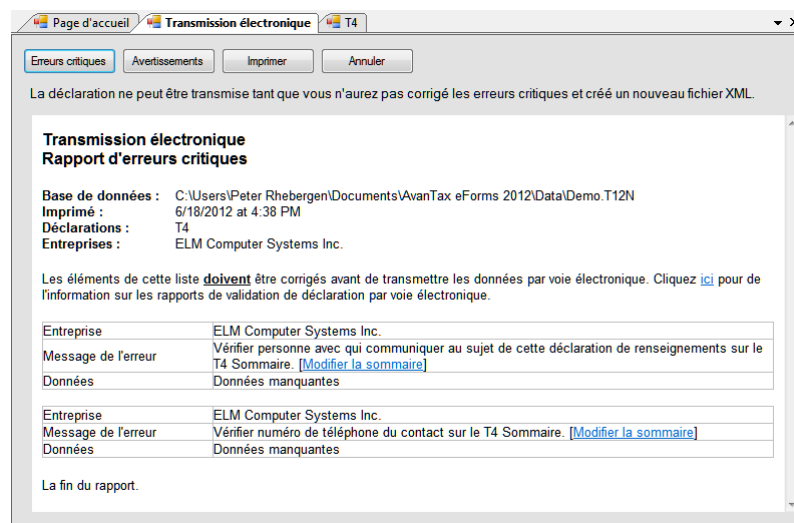 Page d'accueil Transmission électronique T4
Erreurs critiques Avertissements Imprimer Annuler
La déclaration ne peut être transmise tant que vous n'aurez pas corrigé les erreurs critiques et créé un nouveau fichier XML.
Transmission électronique
Rapport d'erreurs critiques
Base de données : C:\Users\Peter Rhebergen\Documents\AvanTax eForms 2012\Data\Demo.T12N
Imprimé : 6/18/2012 at 4:38 PM
Déclarations : T4
Entreprises : ELM Computer Systems Inc.
Les éléments de cette liste doivent être corrigés avant de transmettre les données par voie électronique. Cliquez ici pour de
l'information sur les rapports de validation de déclaration par voie électronique.
Entreprise ELM Computer Systems Inc.
Message de l'erreur Vérifier personne avec qui communiquer au sujet de cette déclaration de renseignements sur le
T4 Sommaire. [Modifier la sommaire]
Données Données manquantes
Entreprise ELM Computer Systems Inc.
Message de l'erreur Vérifier numéro de téléphone du contact sur le T4 Sommaire. [Modifier la sommaire]
Données Données manquantes
La fin du rapport.